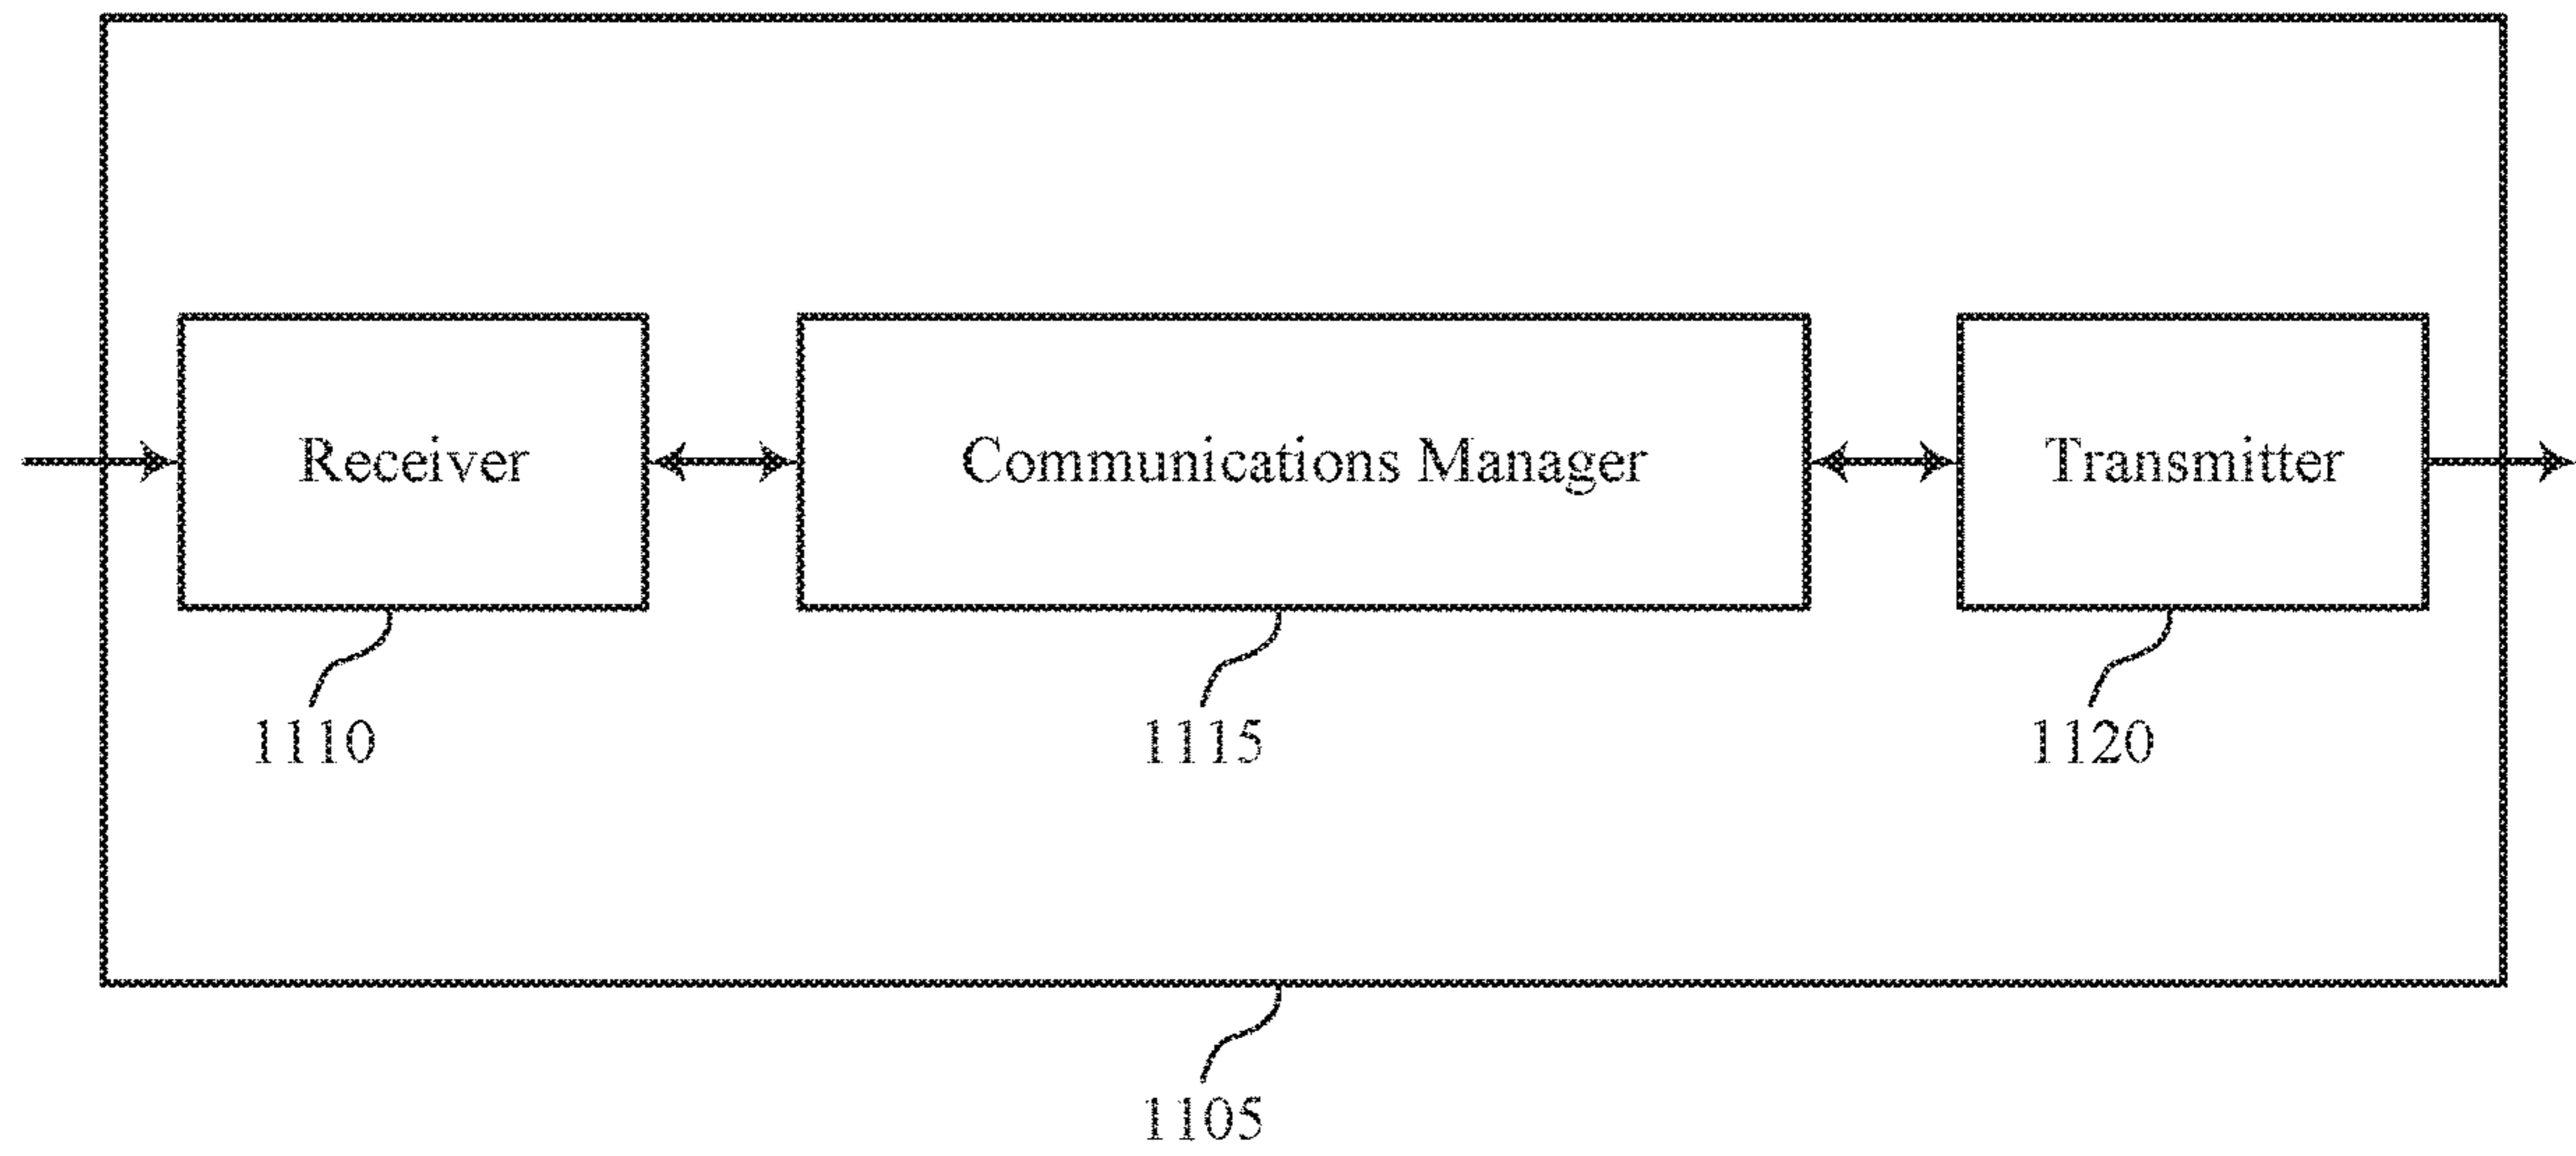 Receiver
Communications Manager
Transmitter
1110
1115
1120
1105